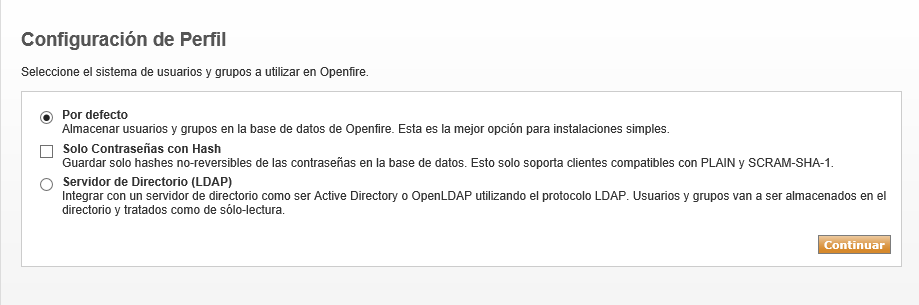 Configuración de Perfil
Seleccione el sistema de usuarios y grupos a utilizar en Openfire.
Por defecto
Almacenar usuarios y grupos en la base de datos de Openfire. Esta es la mejor opción para instalaciones simples.
Solo Contraseñas con Hash
Guardar solo hashes no-reversibles de las contraseñas en la base de datos. Esto solo soporta clientes compatibles con PLAIN y SCRAM-SHA-1.
Servidor de Directorio (LDAP)
Integrar con un servidor de directorio como ser Active Directory o OpenLDAP utilizando el protocolo LDAP. Usuarios y grupos van a ser almacenados en el
directorio y tratados como de sólo-lectura.
Continuar